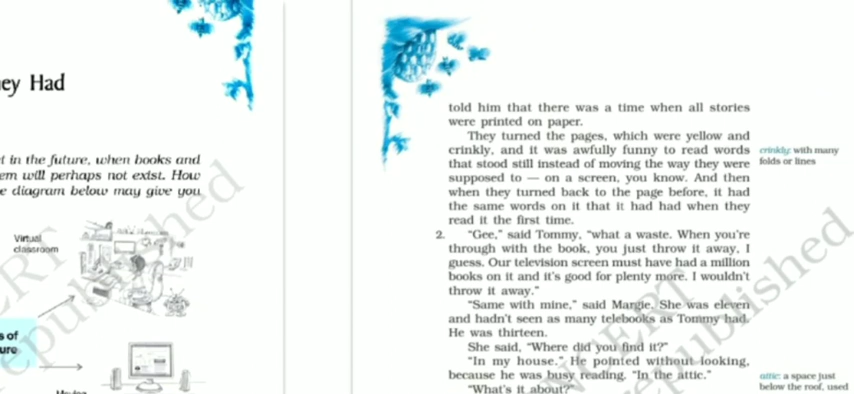 ey Had
t in the future, when books and
em will perhaps not exist. How
e diagram below may give you
Virtual
classroom
s of
ure
NCERT
republished
told him that there was a time when all stories
were printed on paper.
They turned the pages, which were yellow and
crinkly, and it was awfully funny to read words
that stood still instead of moving the way they were
supposed to — on a screen, you know. And then
when they turned back to the page before, it had
the same words on it that it had had when they
read it the first time.
crinkly: with many
folds or lines
2. "Gee," said Tommy, "what a waste. When you're
through with the book, you just throw it away, I
guess. Our television screen must have had a million
books on it and it's good for plenty more. I wouldn't
throw it away."
"Same with mine," said Margie. She was eleven
and hadn't seen as many telebooks as Tommy had.
He was thirteen.
She said, "Where did you find it?"
"In my house." He pointed without looking,
because he was busy reading. "In the attic."
"What's it about?"
attic: a space just
below the roof, used